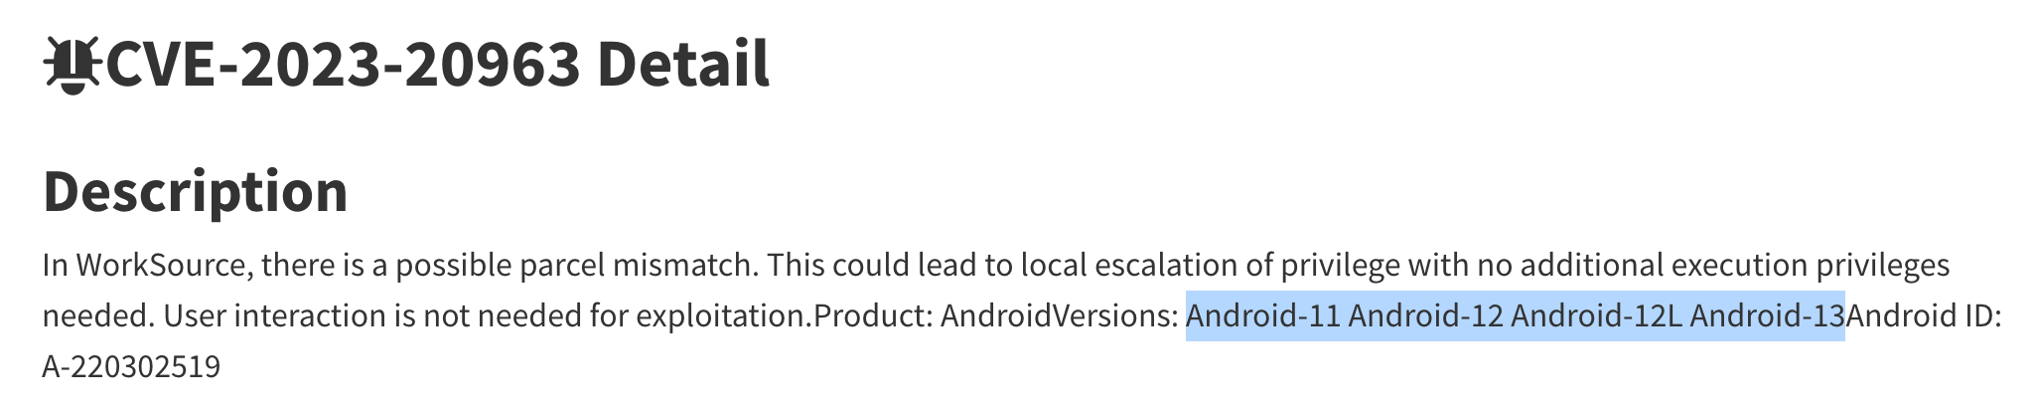 CVE-2023-20963 Detail
Description
In WorkSource, there is a possible parcel mismatch. This could lead to local escalation of privilege with no additional execution privileges
needed. User interaction is not needed for exploitation.Product: AndroidVersions: Android-11 Android-12 Android-12L Android-13Android ID:
A-220302519